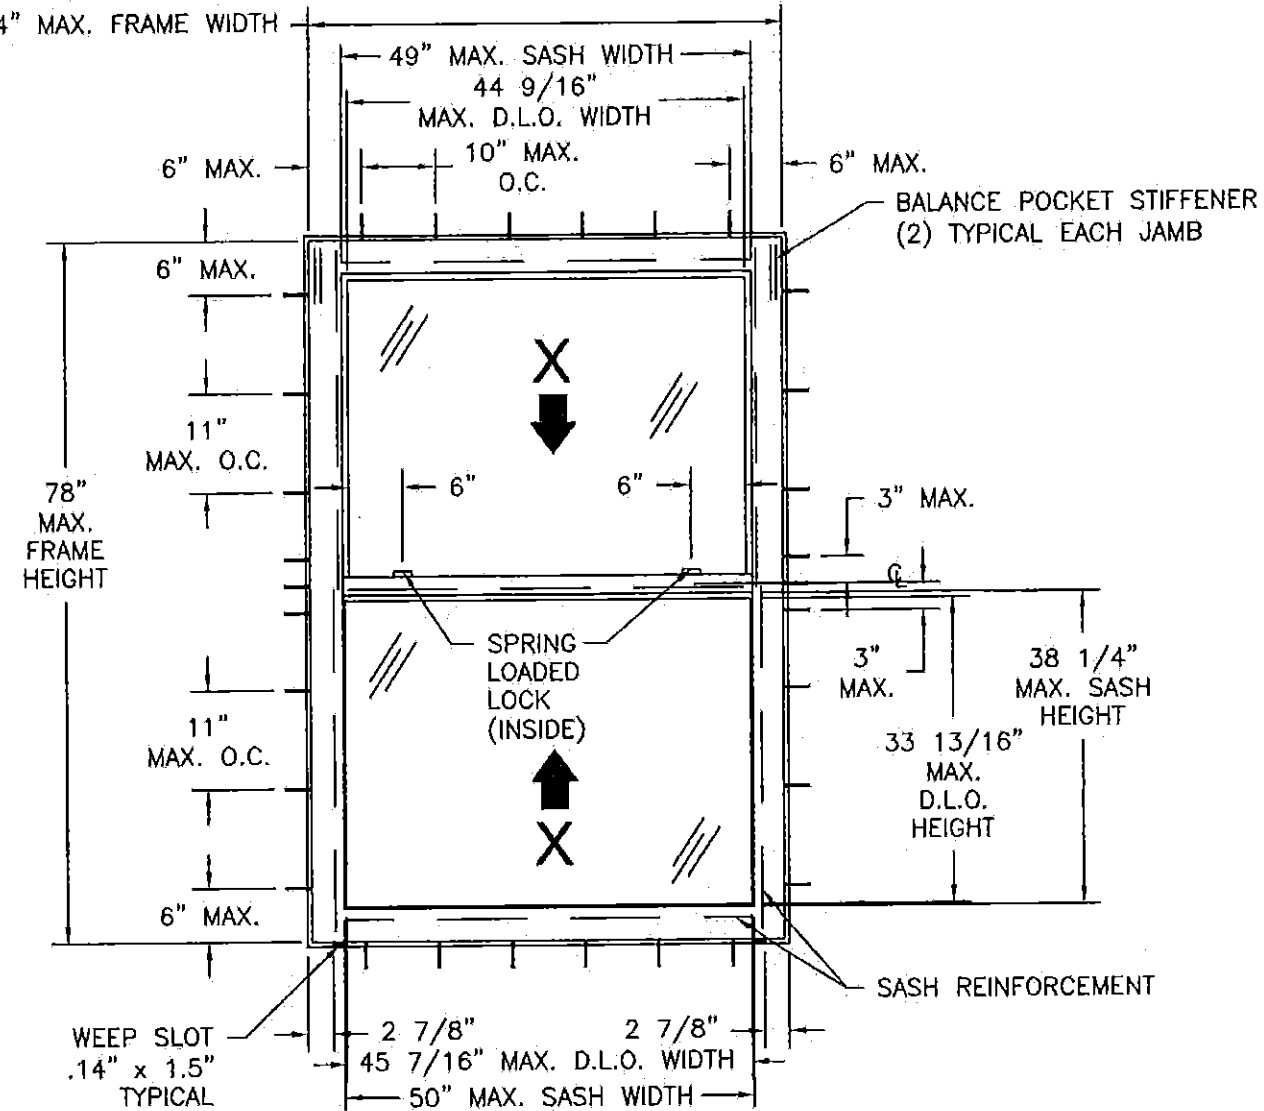 4" MAX. FRAME WIDTH
49" MAX. SASH WIDTH
44 9/16"
MAX. D.L.O. WIDTH
6" MAX.
10" MAX.
O.C.
6" MAX.
BALANCE POCKET STIFFENER
(2) TYPICAL EACH JAMB
6" MAX.
X
11"
MAX. O.C.
78"
MAX.
FRAME
HEIGHT
6"
6"
3" MAX.
℄
SPRING
LOADED
LOCK
(INSIDE)
3"
MAX.
38 1/4"
MAX. SASH
HEIGHT
11"
MAX. O.C.
33 13/16"
MAX.
D.L.O.
HEIGHT
X
6" MAX.
SASH REINFORCEMENT
WEEP SLOT
.14" x 1.5"
TYPICAL
2 7/8"
2 7/8"
45 7/16" MAX. D.L.O. WIDTH
50" MAX. SASH WIDTH